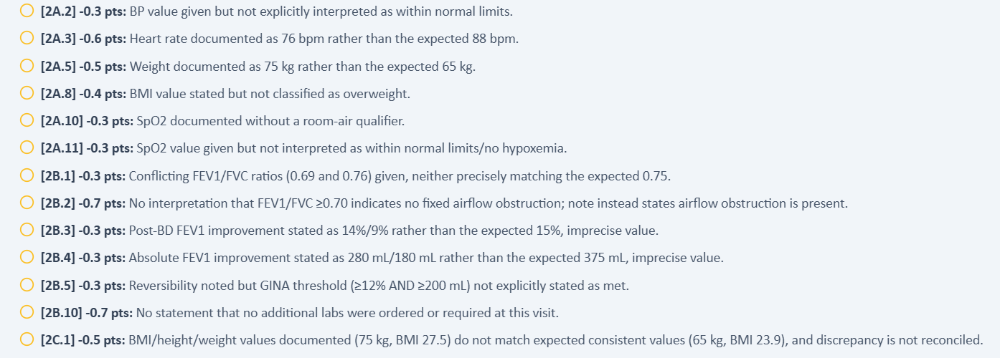 [2A.2] -0.3 pts: BP value given but not explicitly interpreted as within normal limits.
[2A.3] -0.6 pts: Heart rate documented as 76 bpm rather than the expected 88 bpm.
[2A.5] -0.5 pts: Weight documented as 75 kg rather than the expected 65 kg.
[2A.8] -0.4 pts: BMI value stated but not classified as overweight.
[2A.10] -0.3 pts: SpO2 documented without a room-air qualifier.
[2A.11] -0.3 pts: SpO2 value given but not interpreted as within normal limits/no hypoxemia.
[2B.1] -0.3 pts: Conflicting FEV1/FVC ratios (0.69 and 0.76) given, neither precisely matching the expected 0.75.
[2B.2] -0.7 pts: No interpretation that FEV1/FVC ≥0.70 indicates no fixed airflow obstruction; note instead states airflow obstruction is present.
[2B.3] -0.3 pts: Post-BD FEV1 improvement stated as 14%/9% rather than the expected 15%, imprecise value.
[2B.4] -0.3 pts: Absolute FEV1 improvement stated as 280 mL/180 mL rather than the expected 375 mL, imprecise value.
[2B.5] -0.3 pts: Reversibility noted but GINA threshold (≥12% AND ≥200 mL) not explicitly stated as met.
[2B.10] -0.7 pts: No statement that no additional labs were ordered or required at this visit.
[2C.1] -0.5 pts: BMI/height/weight values documented (75 kg, BMI 27.5) do not match expected consistent values (65 kg, BMI 23.9), and discrepancy is not reconciled.